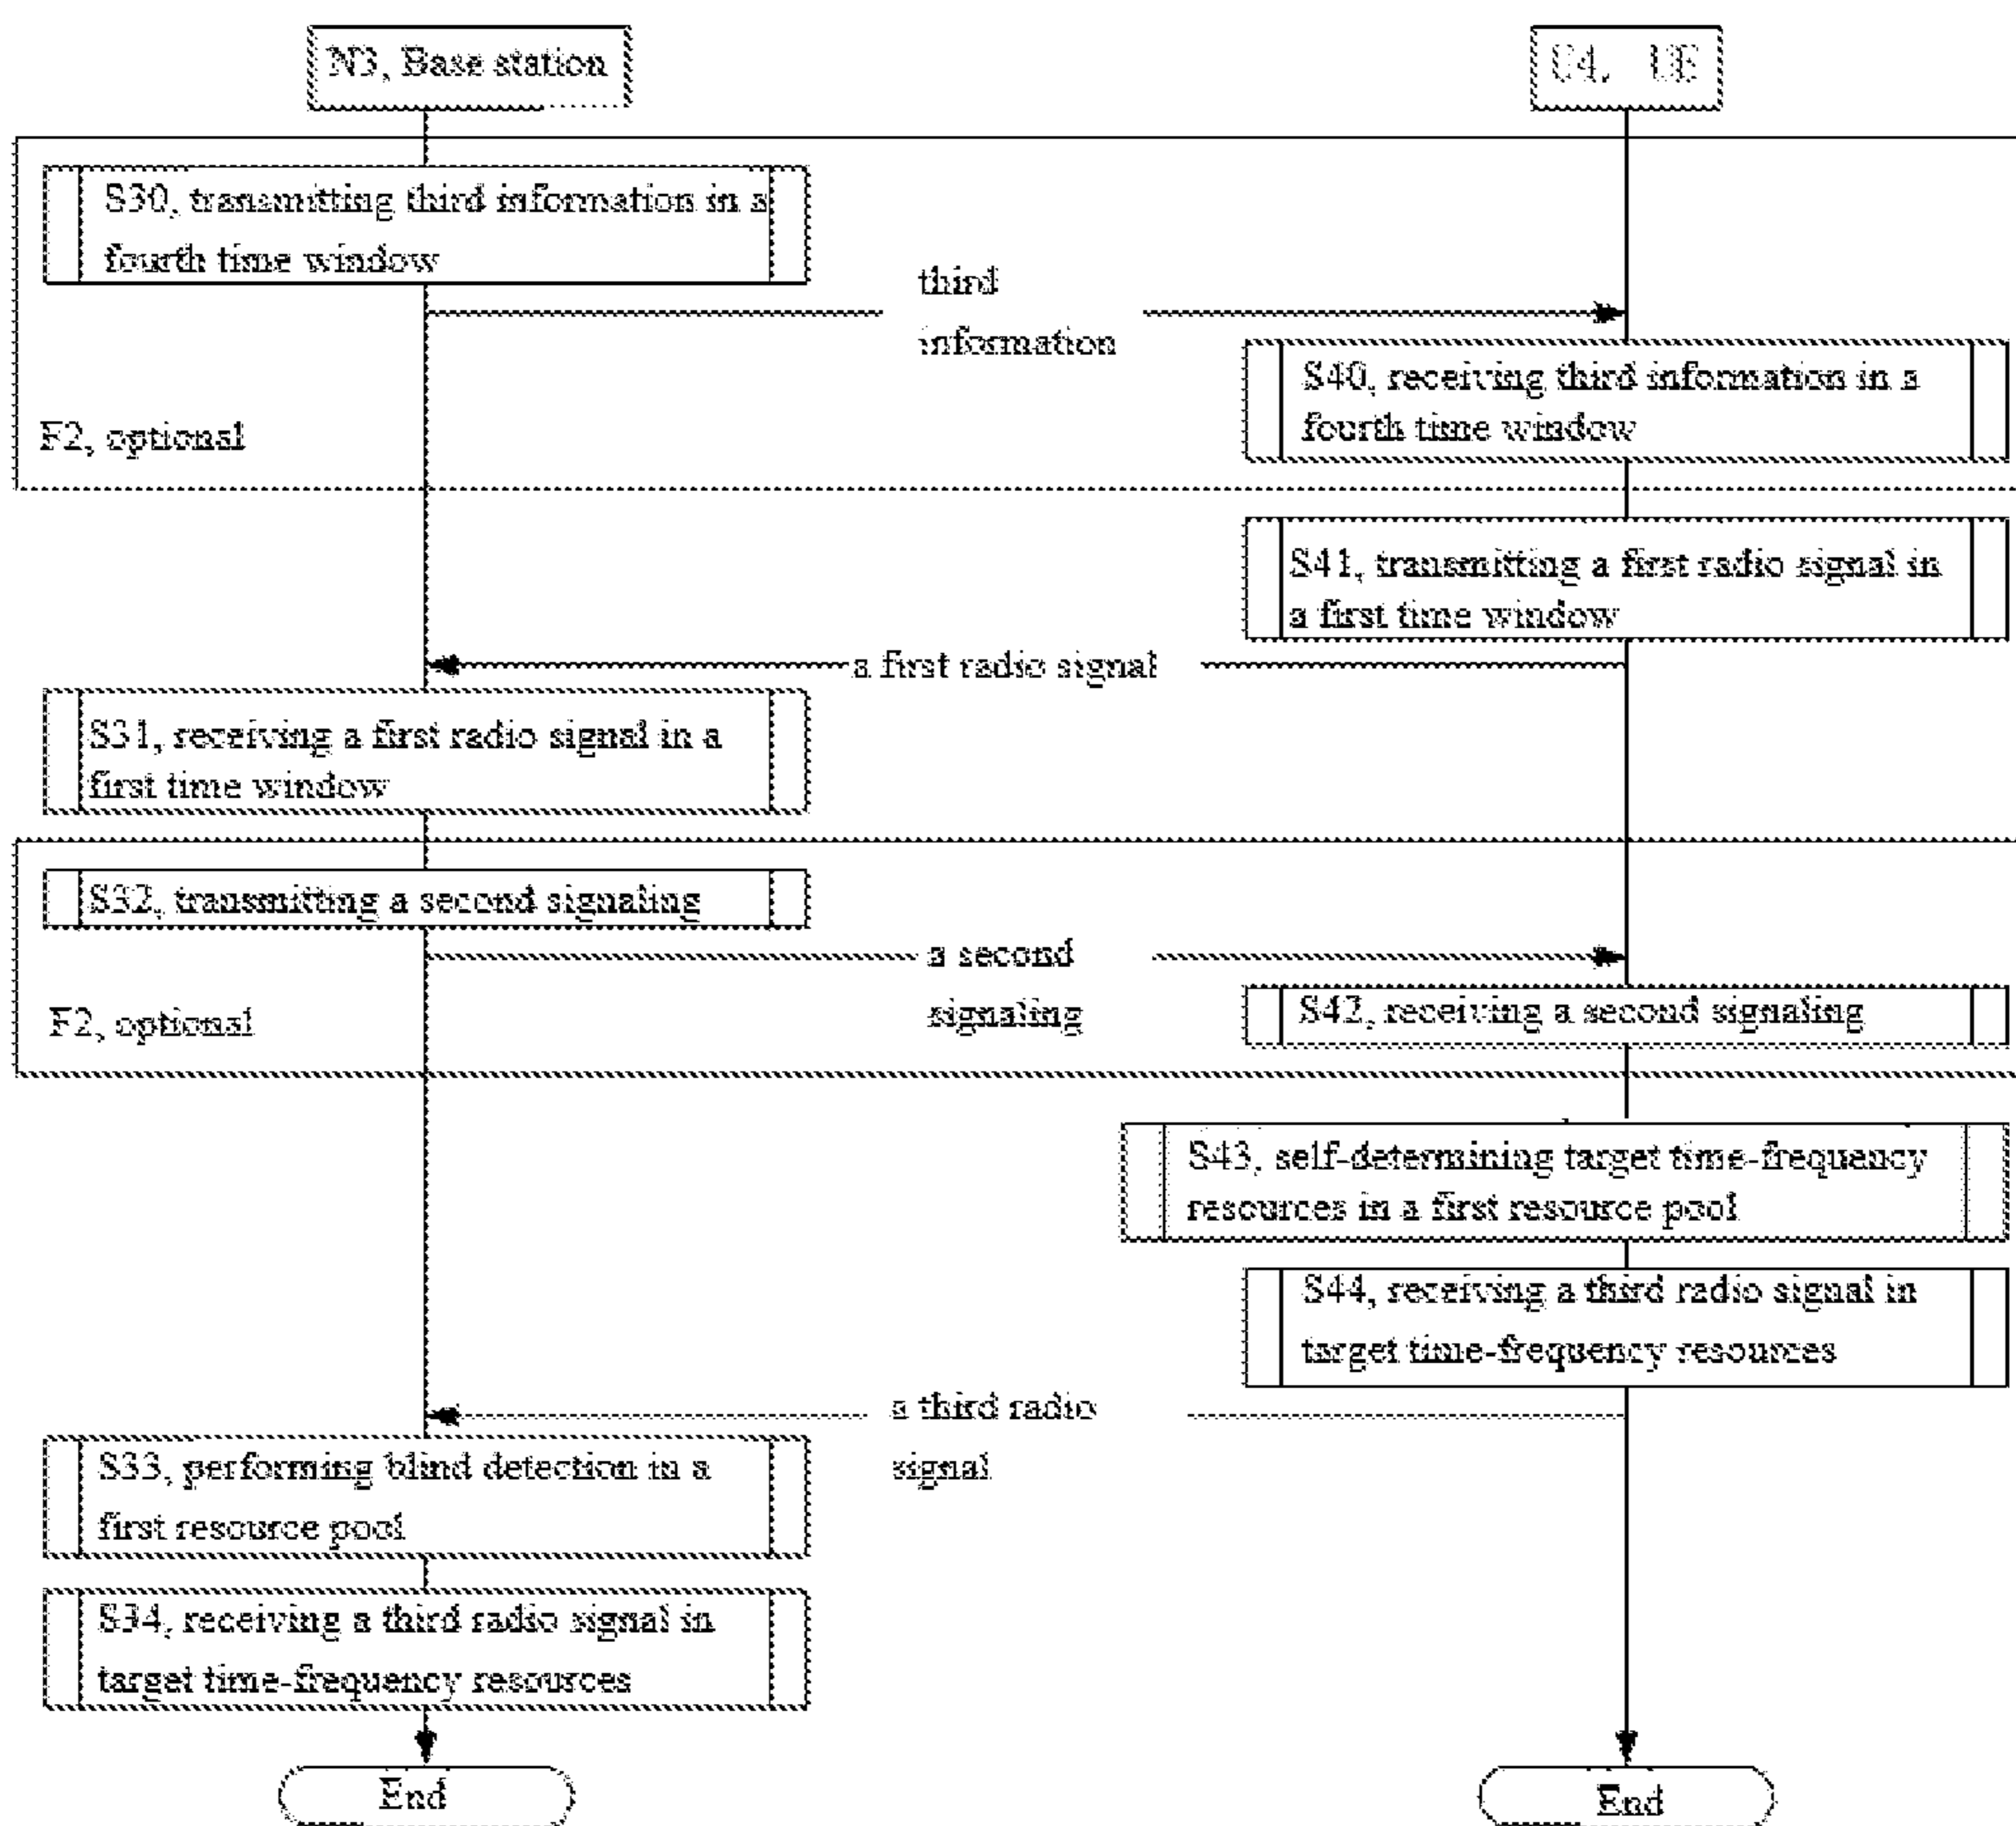 N3, Base station
U4, UE
S30, transmitting third information in a
fourth time window
third
information
S40, receiving third information in a
fourth time window
F2, optional
S41, transmitting a first radio signal in
a first time window
a first radio signal
S31, receiving a first radio signal in a
first time window
S32, transmitting a second signaling
a second
signaling
S42, receiving a second signaling
F2, optional
S43, self-determining target time-frequency
resources in a first resource pool
S44, receiving a third radio signal in
target time-frequency resources
a third radio
signal
S33, performing blind detection in a
first resource pool
S34, receiving a third radio signal in
target time-frequency resources
End
End